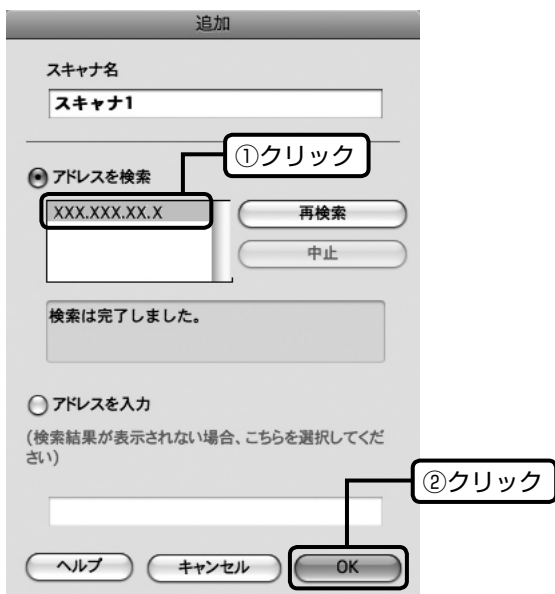 追加
スキャナ名
スキャナ1
①クリック
アドレスを検索
XXX.XXX.XX.X
再検索
中止
検索は完了しました。
アドレスを入力
(検索結果が表示されない場合、こちらを選択してくだ
さい)
②クリック
ヘルプ
キャンセル
OK